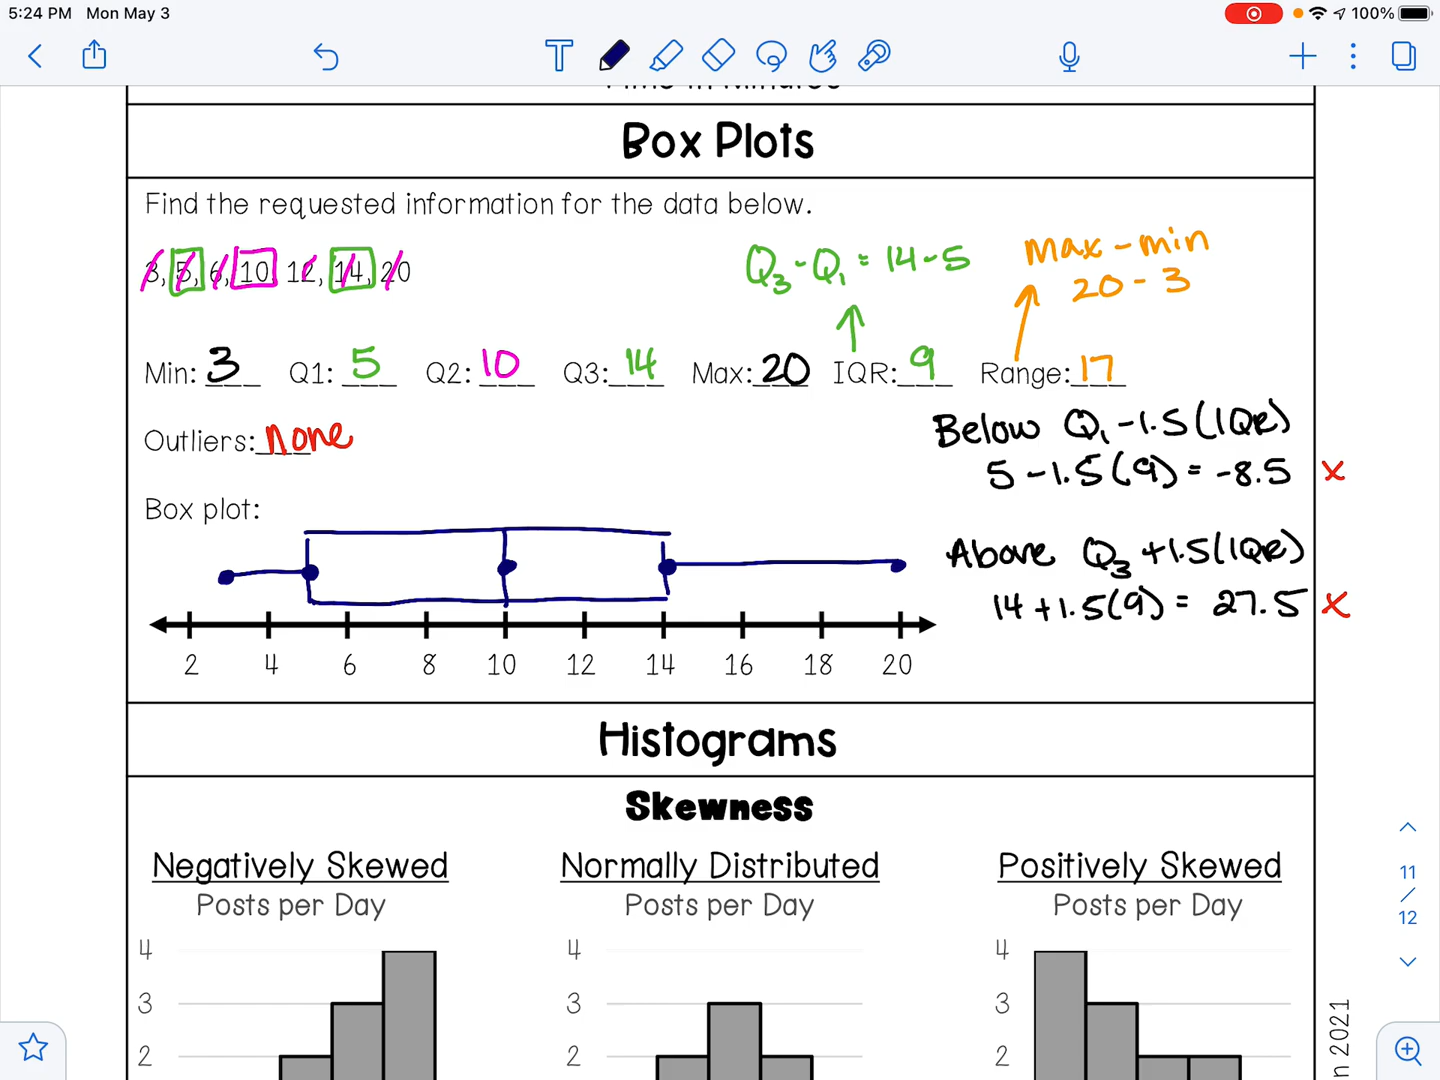 5:24 PM Mon May 3
100%
Time in Minutes
Box Plots
Find the requested information for the data below.
3, 5, 6, 10, 12, 14, 20
Q3 - Q1 = 14 - 5
max - min
20 - 3
Min: 3 Q1: 5 Q2: 10 Q3: 14 Max: 20 IQR: 9 Range: 17
Outliers: none
Below Q1 - 1.5(IQR)
5 - 1.5(9) = -8.5 x
Box plot:
Above Q3 + 1.5(IQR)
14 + 1.5(9) = 27.5 x
2 4 6 8 10 12 14 16 18 20
Histograms
Skewness
Negatively Skewed Normally Distributed Positively Skewed
Posts per Day Posts per Day Posts per Day
4 4 4
3 3 3
2 2 2
11
/
12
n 2021